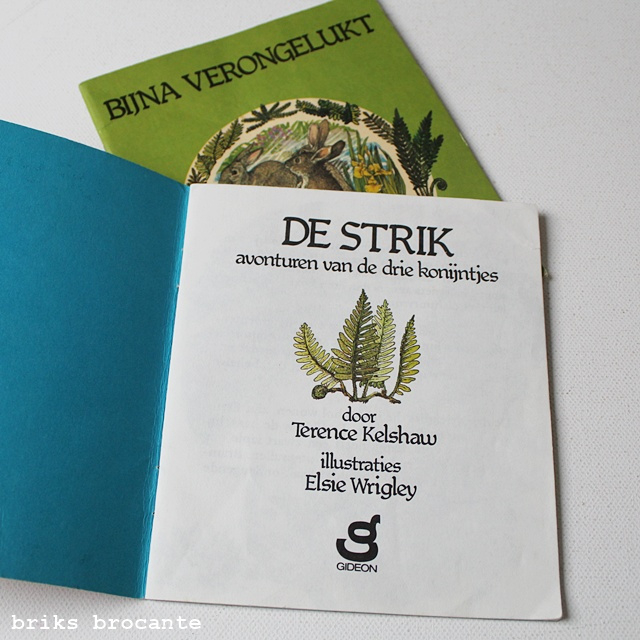 BIJNA VERONGELUKT
DE STRIK
avonturen van de drie konijntjes
door
Terence Kelshaw
illustraties
Elsie Wrigley
g
GIDEON
briks brocante